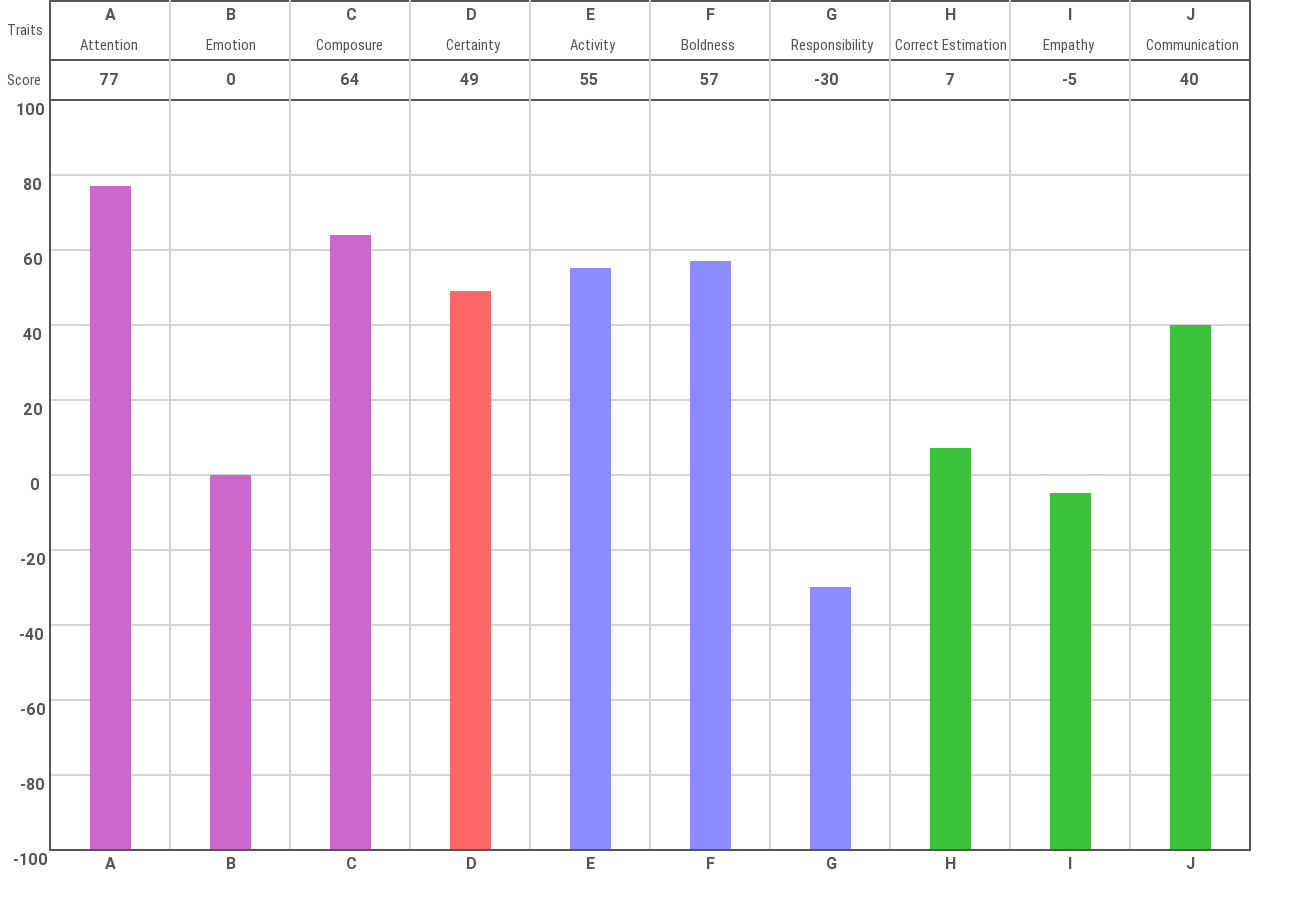 A B C D E F G H I J
Traits
Attention Emotion Composure Certainty Activity Boldness Responsibility Correct Estimation Empathy Communication
Score 77 0 64 49 55 57 -30 7 -5 40
100
80
60
40
20
0
-20
-40
-60
-80
-100
A B C D E F G H I J